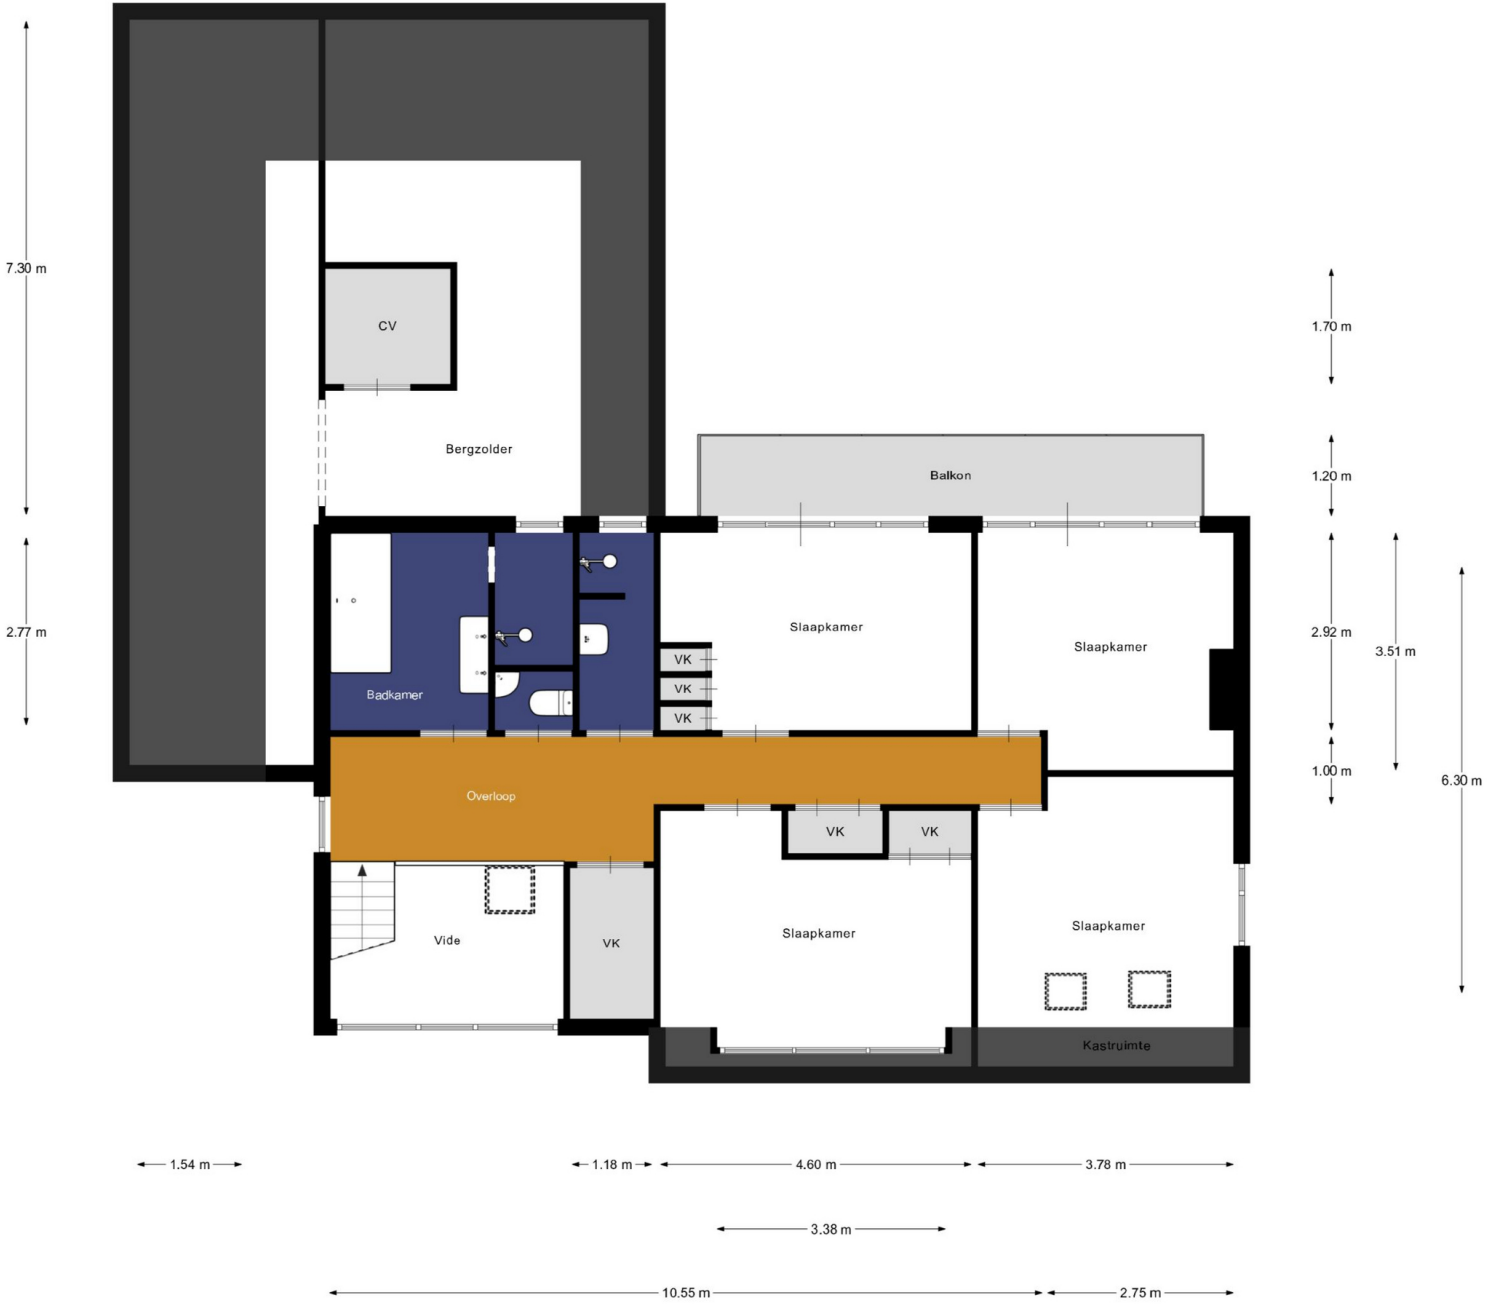 7.30 m
CV
1.70 m
Bergzolder
Balkon
1.20 m
2.77 m
Slaapkamer
2.92 m
Slaapkamer
3.51 m
VK
VK
Badkamer
VK
1.00 m
6.30 m
Overloop
VK
VK
Slaapkamer
Slaapkamer
Vide
VK
Kastruimte
1.54 m
1.18 m
4.60 m
3.78 m
3.38 m
10.55 m
2.75 m